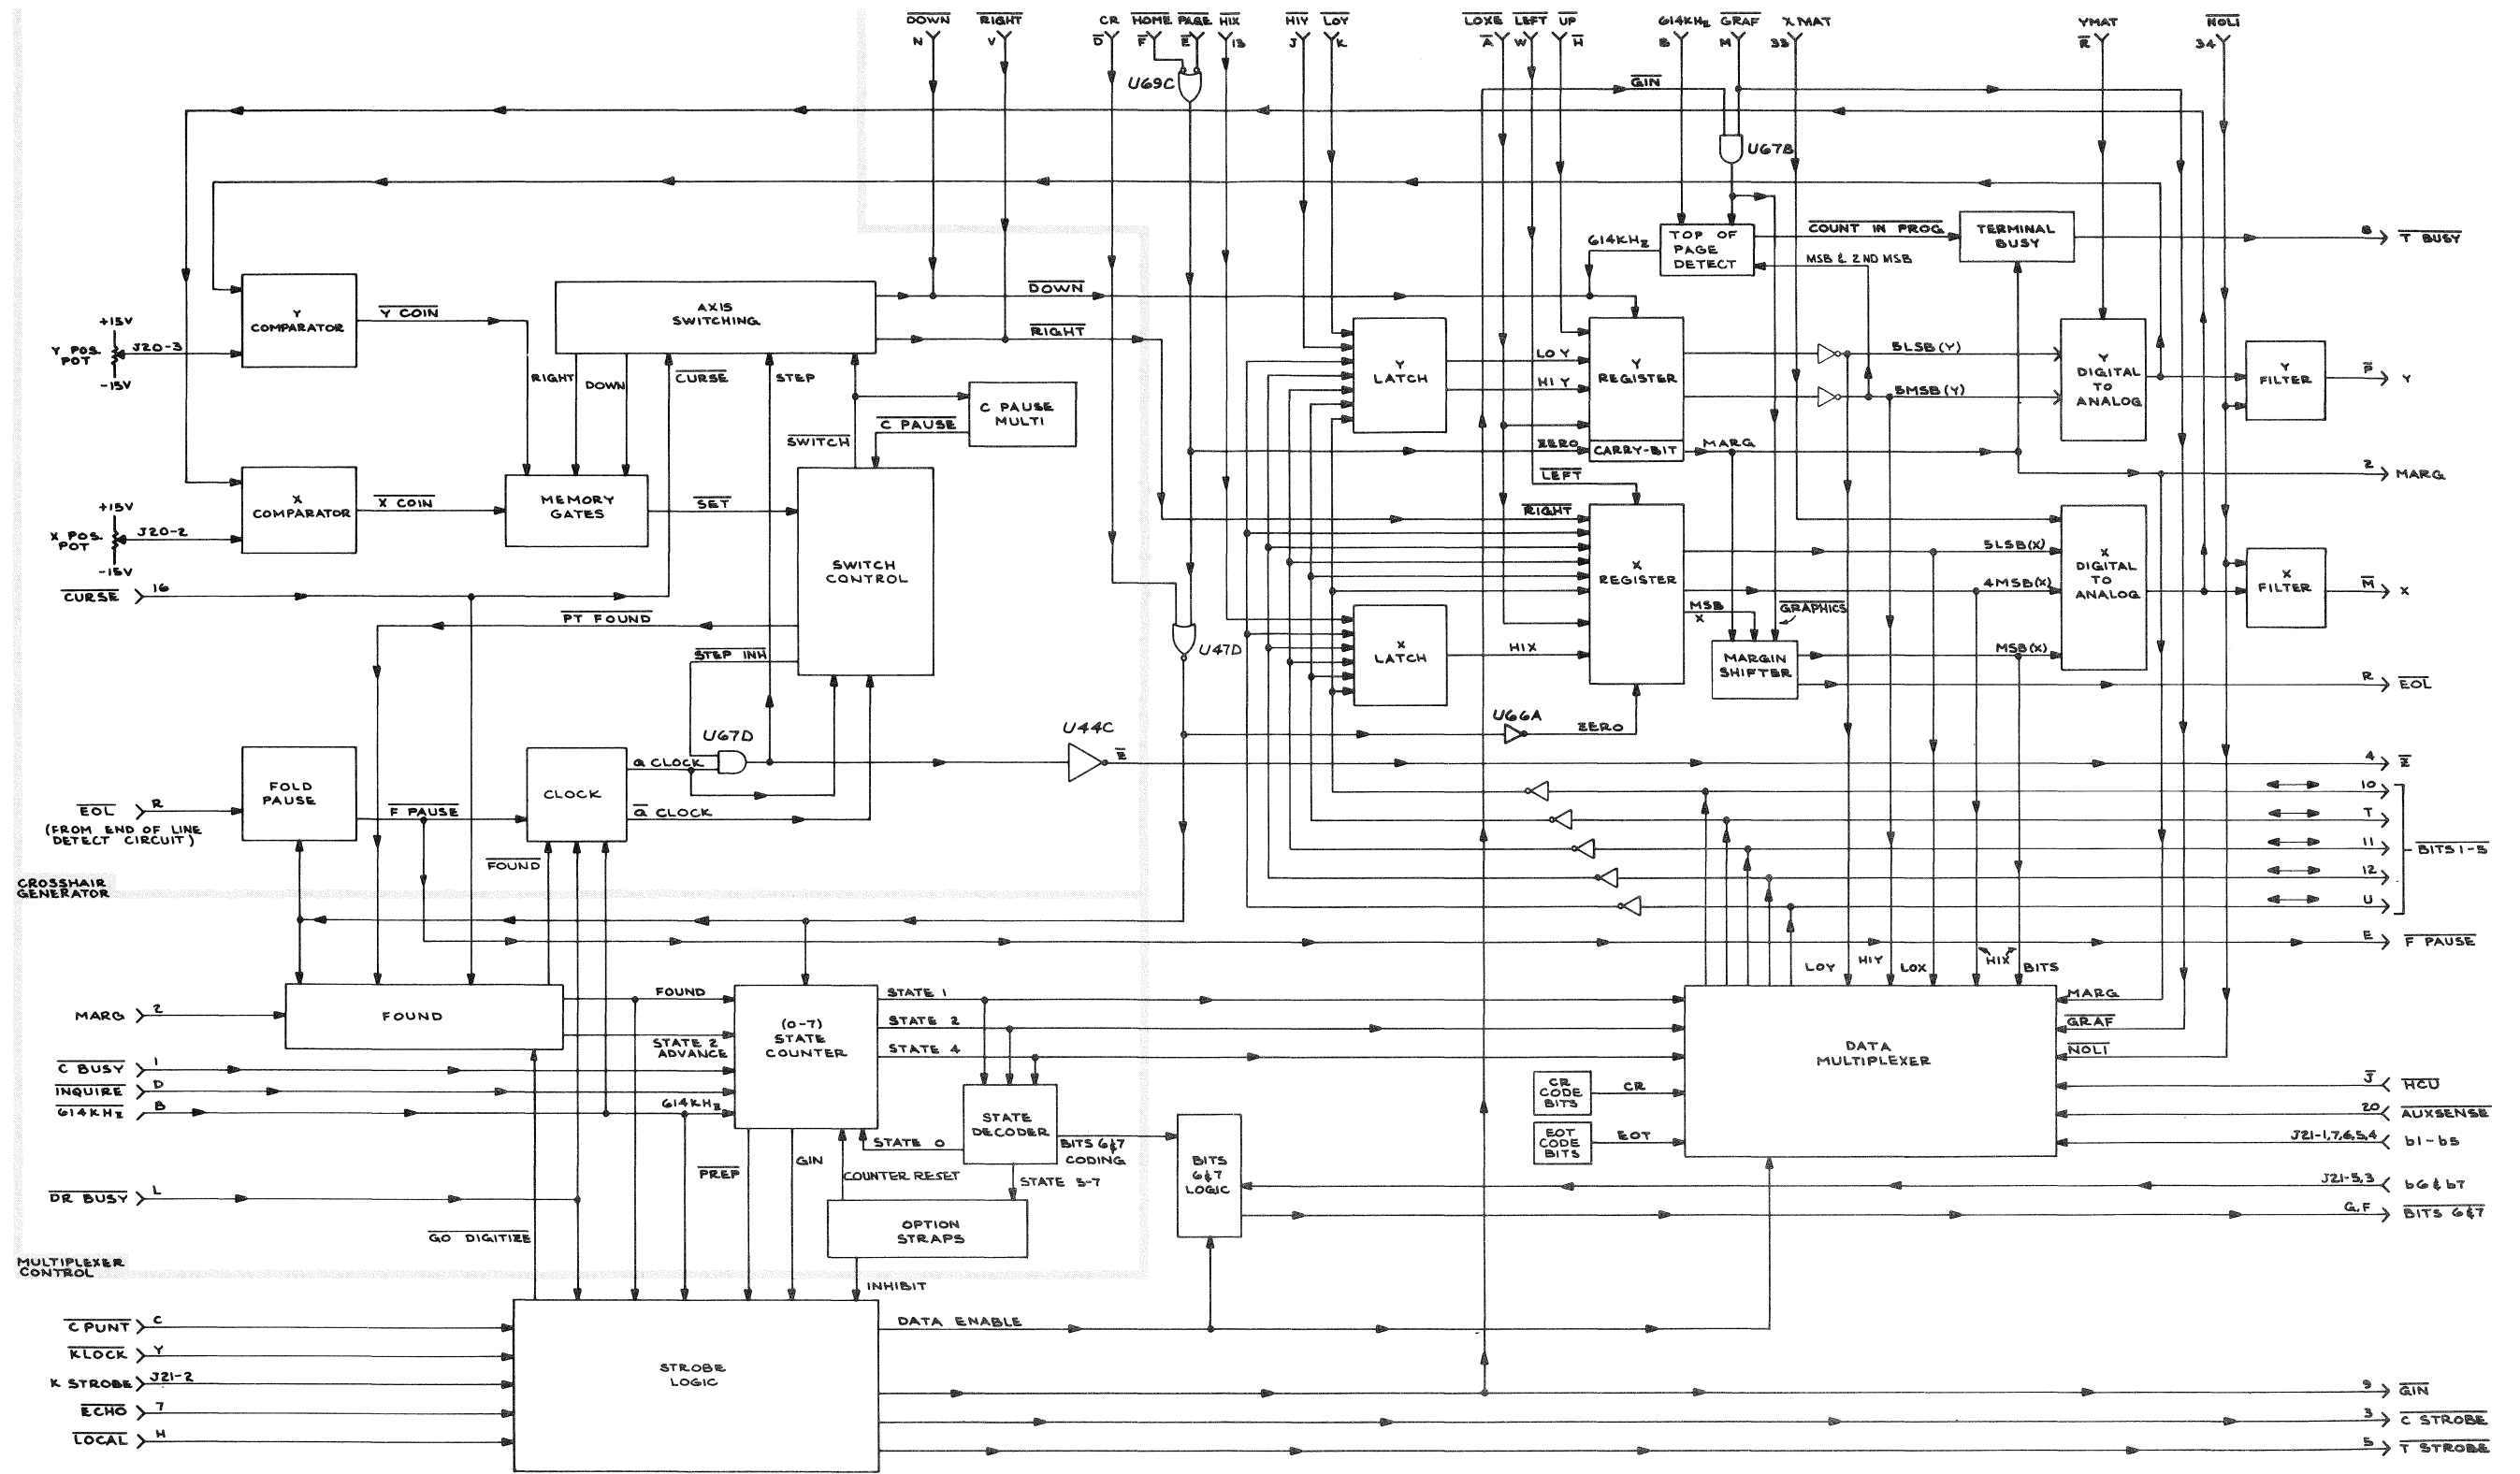 DOWN RIGHT CR HOME PAGE HIX HIY LOY LOXE LEFT UP 614KHz GRAF X MAT YMAT NOLI
N V D F E 13 J K A W H B M 33 R 34
U69C
GIN
U67B
COUNT IN PROG
TOP OF PAGE DETECT
TERMINAL BUSY
8 T BUSY
614KHz
MSB & 2ND MSB
DOWN
AXIS SWITCHING
RIGHT
Y COMPARATOR
Y COIN
+15V
Y POS. POT
J20-3
-15V
RIGHT DOWN CURSE STEP
C PAUSE MULTI
C PAUSE
SWITCH
Y LATCH
LO Y
HI Y
Y REGISTER
5LSB(Y)
5MSB(Y)
Y DIGITAL TO ANALOG
Y FILTER
P Y
ZERO
CARRY-BIT
MARG
2 MARG
LEFT
X COMPARATOR
X COIN
+15V
X POS. POT
J20-2
-15V
MEMORY GATES
SET
SWITCH CONTROL
RIGHT
X REGISTER
5LSB(X)
4MSB(X)
X DIGITAL TO ANALOG
X FILTER
M X
CURSE 16
PT FOUND
STEP INH
U47D
X LATCH
HIX
MSB X
GRAPHICS
MARGIN SHIFTER
MSB(X)
R EOL
U67D
U44C
Z
U66A
ZERO
4 Z
FOLD PAUSE
CLOCK
Q CLOCK
Q CLOCK
EOL R
(FROM END OF LINE DETECT CIRCUIT)
F PAUSE
FOUND
10
T
11 BITS 1-5
12
U
CROSSHAIR GENERATOR
E F PAUSE
LOY HIY LOX HIX BITS
MARG 2
FOUND
FOUND
STATE 2 ADVANCE
(0-7) STATE COUNTER
STATE 1
STATE 2
STATE 4
DATA MULTIPLEXER
MARG
GRAF
NOLI
C BUSY 1
INQUIRE D
614KHz B
614KHz
STATE DECODER
STATE 0
BITS 6&7 CODING
STATE 5-7
CR CODE BITS
CR
EOT CODE BITS
EOT
J HCU
20 AUXSENSE
J21-1,7,6,5,4 b1-b5
PREP
GIN
COUNTER RESET
BITS 6&7 LOGIC
J21-5,3 b6&b7
G,F BITS 6&7
DR BUSY L
GO DIGITIZE
OPTION STRAPS
MULTIPLEXER CONTROL
INHIBIT
C PUNT C
KLOCK Y
K STROBE J21-2
ECHO 7
LOCAL H
STROBE LOGIC
DATA ENABLE
9 GIN
3 C STROBE
5 T STROBE